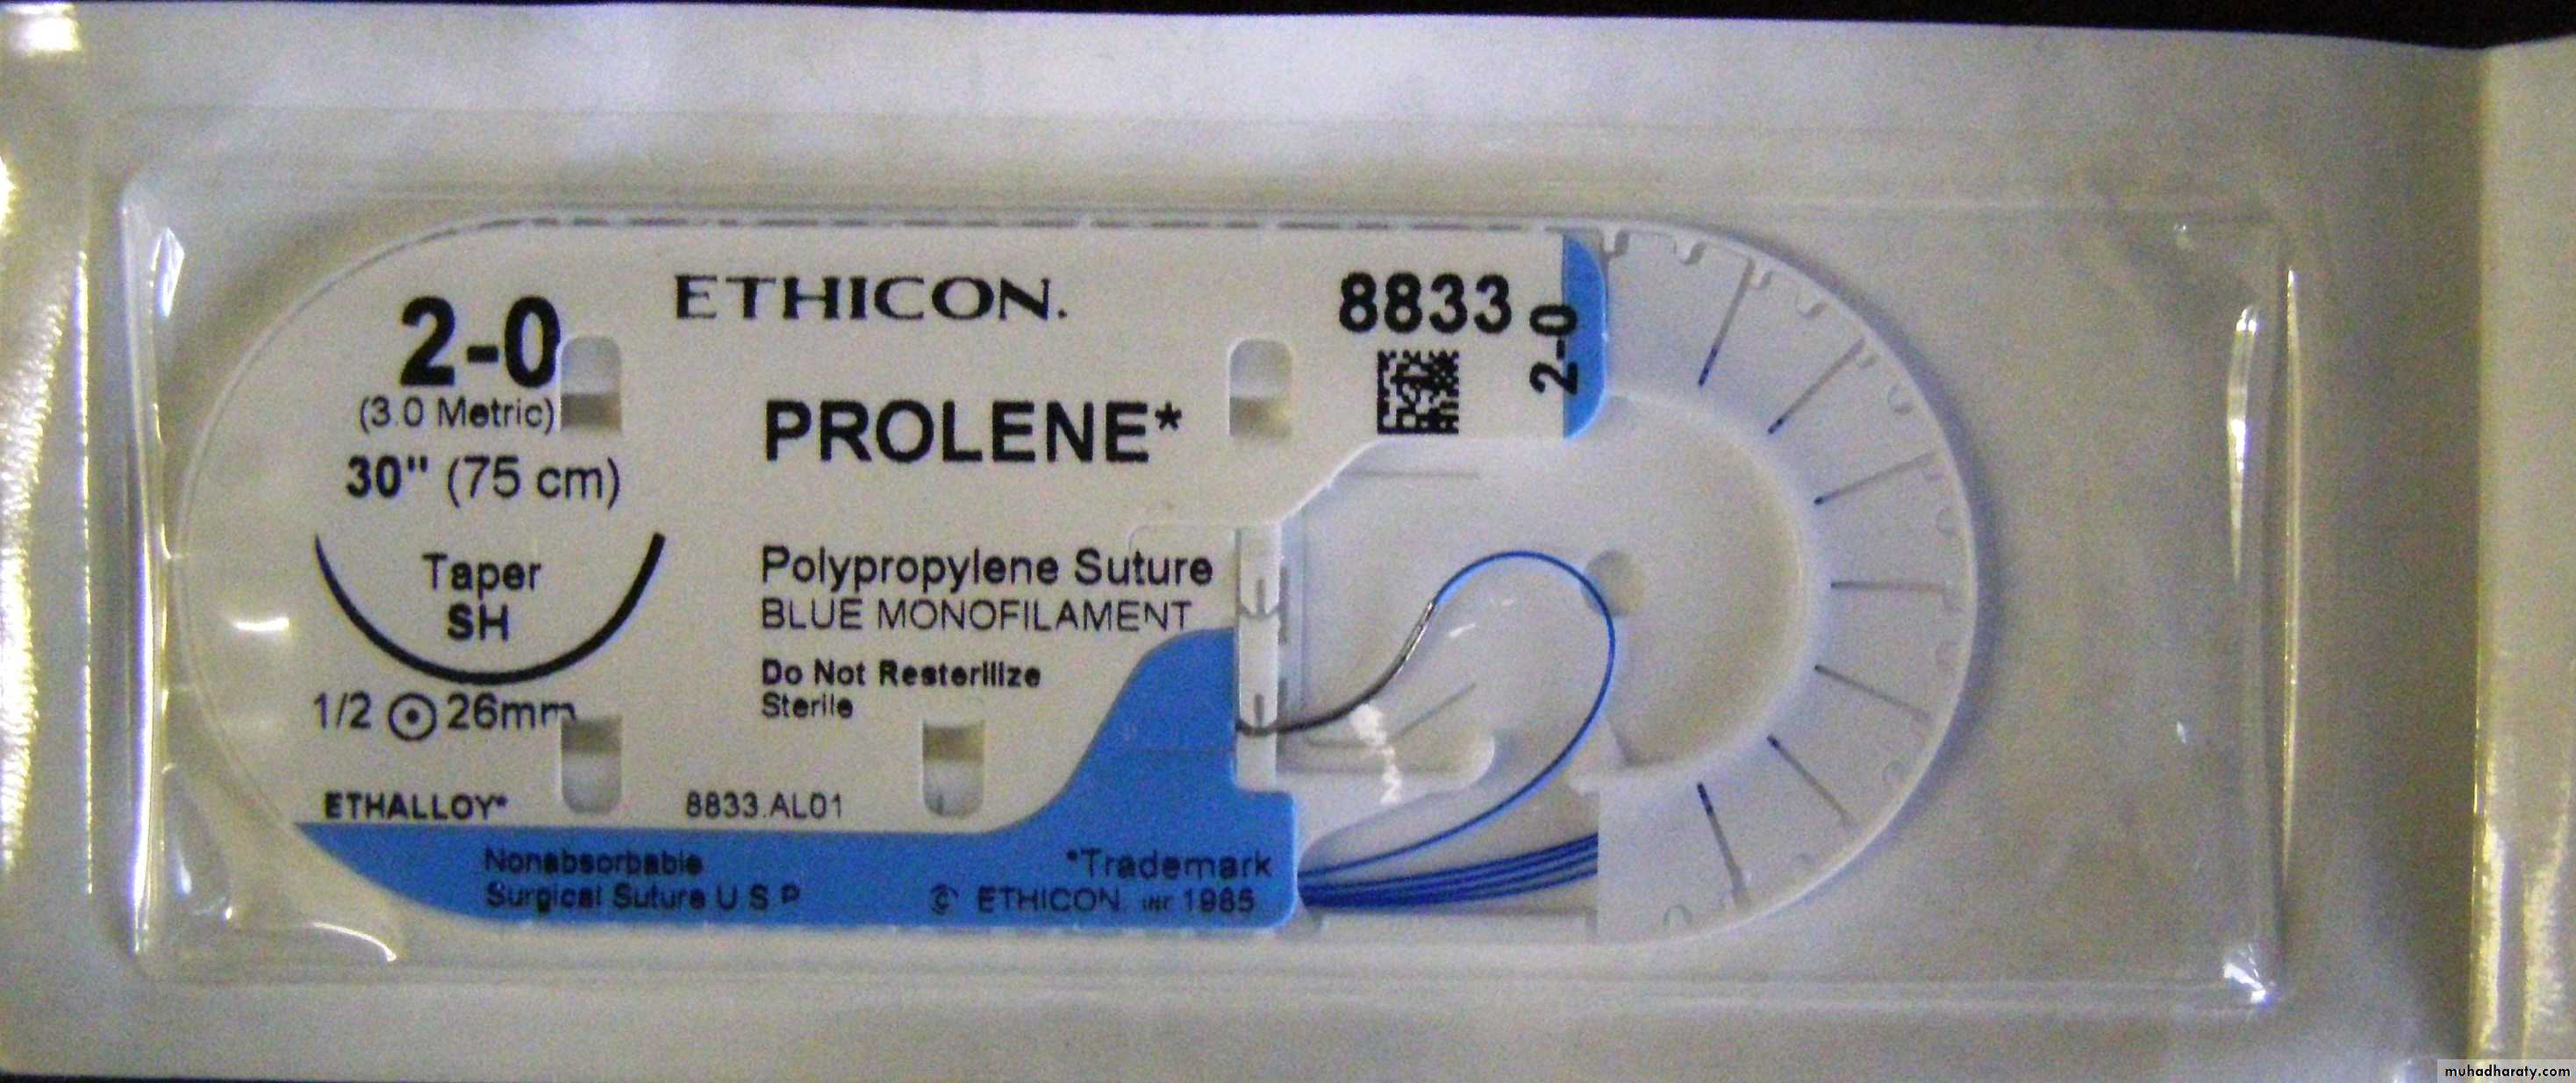 ETHICON.
8833
2-0
2-0
(3.0 Metric)
30" (75 cm)
PROLENE*
Taper
SH
Polypropylene Suture
BLUE MONOFILAMENT
Do Not Resterilize
Sterile
1/2 26mm
ETHALLOY*
8833.AL01
Nonabsorbable
Surgical Suture U S P
*Trademark
© ETHICON. INC 1985
muhadharaty.com